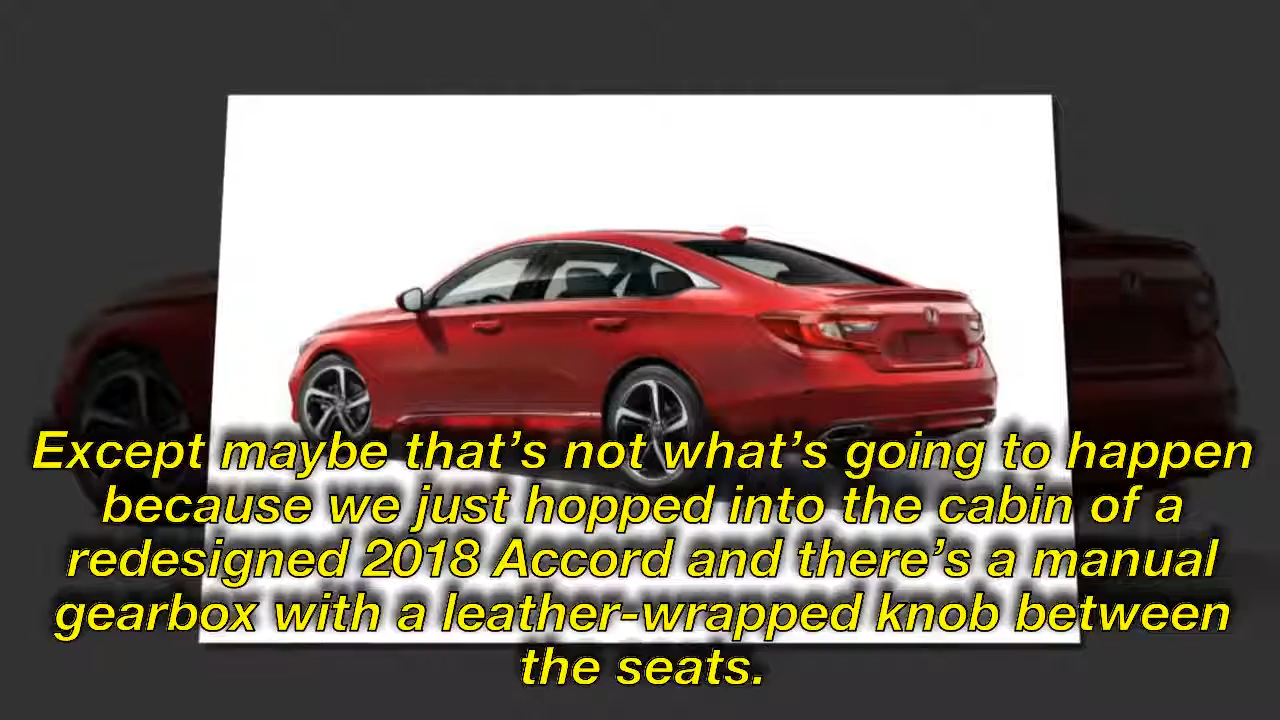 Except maybe that’s not what’s going to happen
because we just hopped into the cabin of a
redesigned 2018 Accord and there’s a manual
gearbox with a leather-wrapped knob between
the seats.